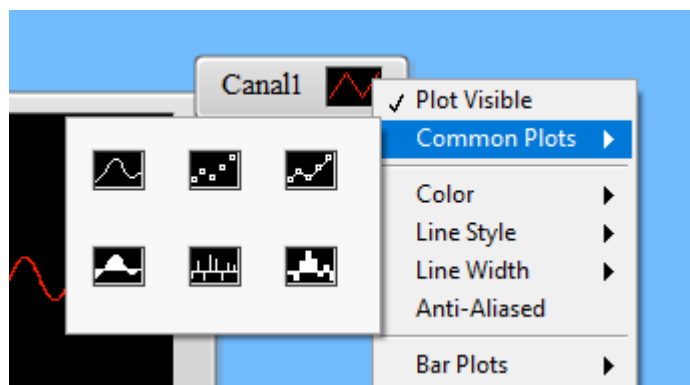 Canal1
Plot Visible
Common Plots
Color
Line Style
Line Width
Anti-Aliased
Bar Plots